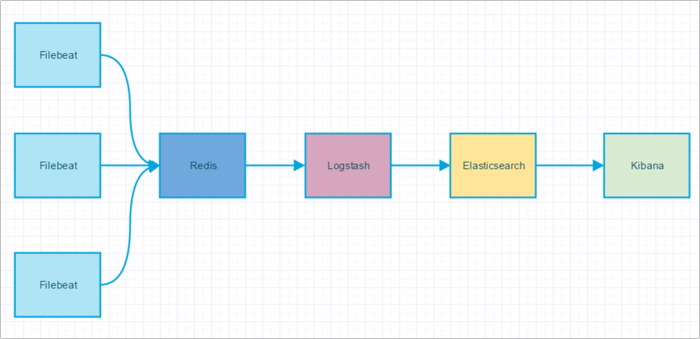 Filebeat
Filebeat
Redis
Logstash
Elasticsearch
Kibana
Filebeat